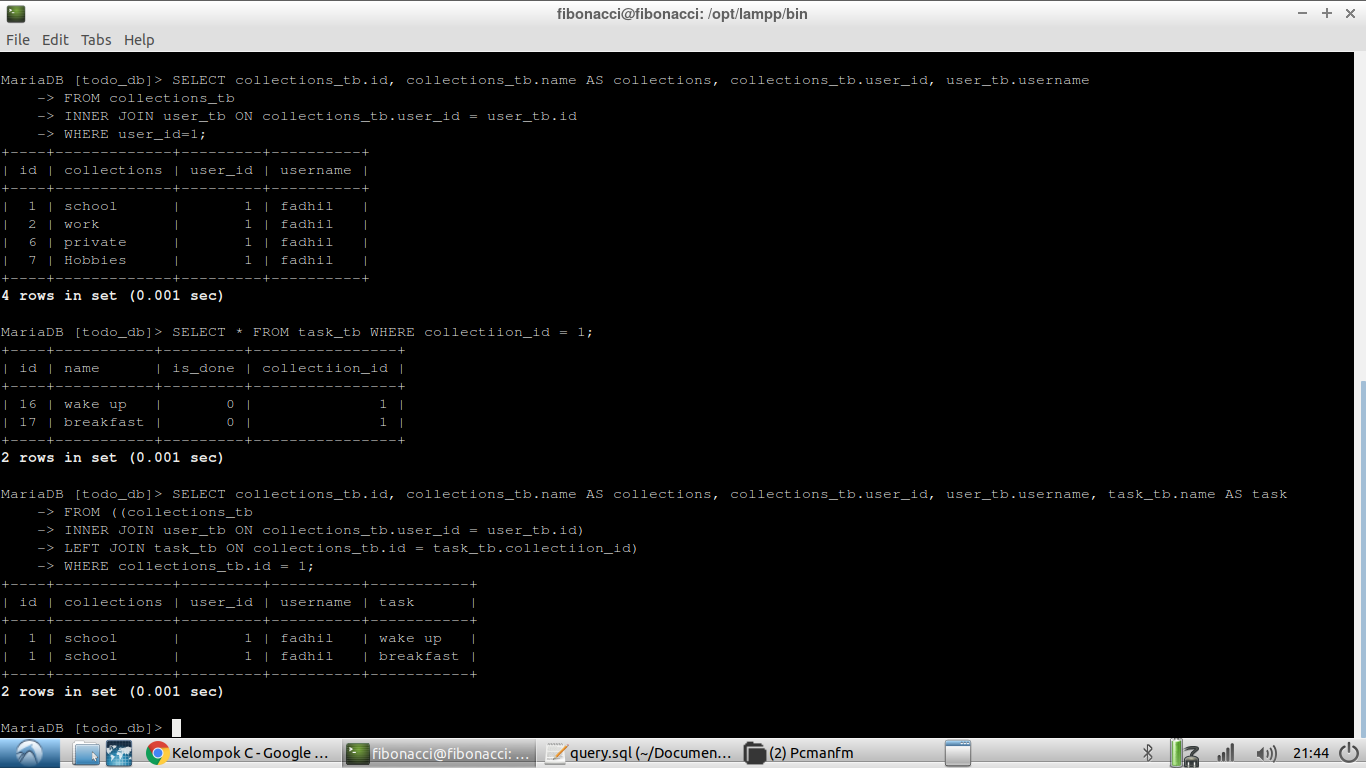 fibonacci@fibonacci: /opt/lampp/bin
File Edit Tabs Help
MariaDB [todo_db]> SELECT collections_tb.id, collections_tb.name AS collections, collections_tb.user_id, user_tb.username
    -> FROM collections_tb
    -> INNER JOIN user_tb ON collections_tb.user_id = user_tb.id
    -> WHERE user_id=1;
+----+-------------+---------+----------+
| id | collections | user_id | username |
+----+-------------+---------+----------+
|  1 | school      |       1 | fadhil   |
|  2 | work        |       1 | fadhil   |
|  6 | private     |       1 | fadhil   |
|  7 | Hobbies     |       1 | fadhil   |
+----+-------------+---------+----------+
4 rows in set (0.001 sec)
MariaDB [todo_db]> SELECT * FROM task_tb WHERE collectiion_id = 1;
+----+-----------+---------+----------------+
| id | name      | is_done | collectiion_id |
+----+-----------+---------+----------------+
| 16 | wake up   |       0 |              1 |
| 17 | breakfast |       0 |              1 |
+----+-----------+---------+----------------+
2 rows in set (0.001 sec)
MariaDB [todo_db]> SELECT collections_tb.id, collections_tb.name AS collections, collections_tb.user_id, user_tb.username, task_tb.name AS task
    -> FROM ((collections_tb
    -> INNER JOIN user_tb ON collections_tb.user_id = user_tb.id)
    -> LEFT JOIN task_tb ON collections_tb.id = task_tb.collectiion_id)
    -> WHERE collections_tb.id = 1;
+----+-------------+---------+----------+-----------+
| id | collections | user_id | username | task      |
+----+-------------+---------+----------+-----------+
|  1 | school      |       1 | fadhil   | wake up   |
|  1 | school      |       1 | fadhil   | breakfast |
+----+-------------+---------+----------+-----------+
2 rows in set (0.001 sec)
MariaDB [todo_db]>
Kelompok C - Google ... fibonacci@fibonacci: ... query.sql (~/Documen... (2) Pcmanfm 21:44